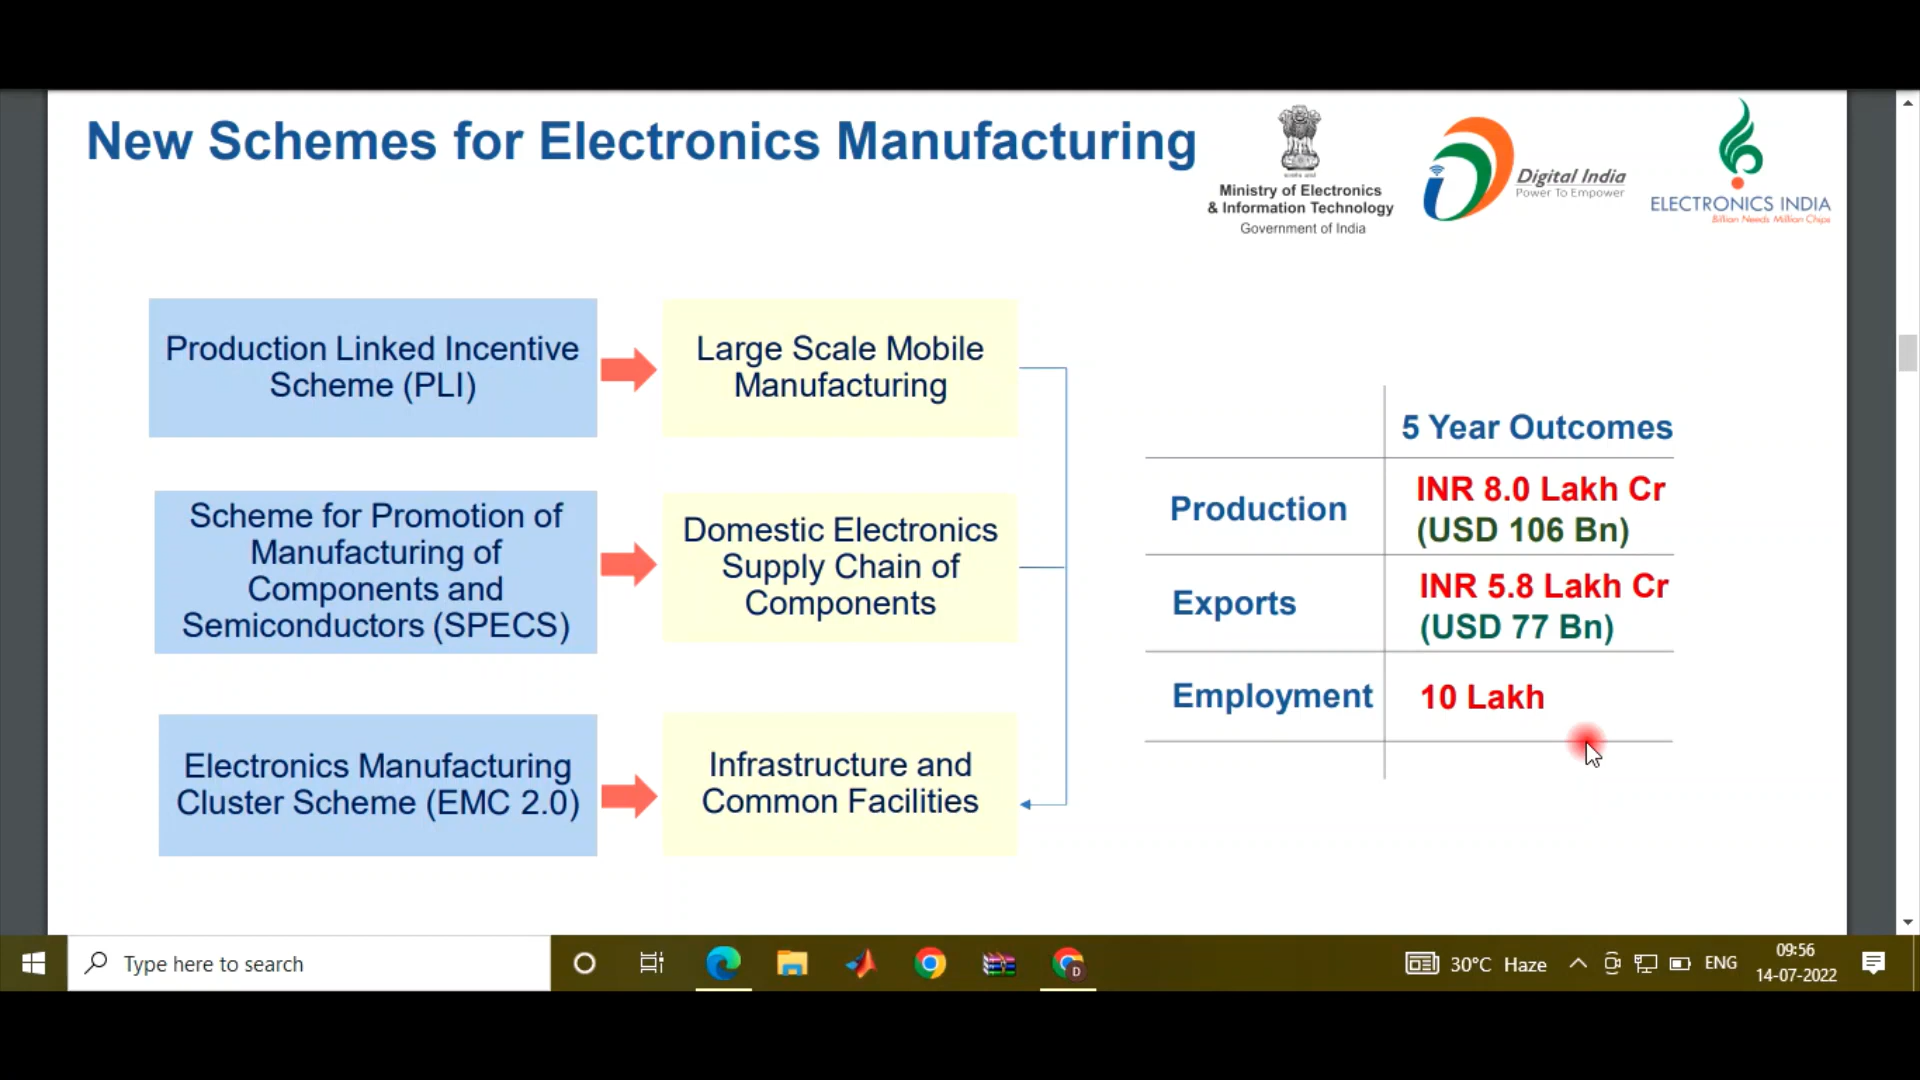 New Schemes for Electronics Manufacturing
Ministry of Electronics
& Information Technology
Government of India
Digital India
Power To Empower
ELECTRONICS INDIA
Billion Needs Million Chips
Production Linked Incentive
Scheme (PLI)
Large Scale Mobile
Manufacturing
Scheme for Promotion of
Manufacturing of
Components and
Semiconductors (SPECS)
Domestic Electronics
Supply Chain of
Components
Electronics Manufacturing
Cluster Scheme (EMC 2.0)
Infrastructure and
Common Facilities
5 Year Outcomes
Production
INR 8.0 Lakh Cr
(USD 106 Bn)
Exports
INR 5.8 Lakh Cr
(USD 77 Bn)
Employment
10 Lakh
Type here to search
D
30°C Haze
ENG
09:56
14-07-2022